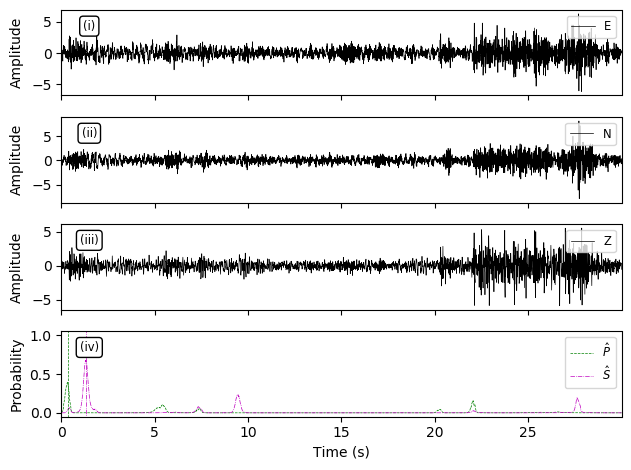 (i)
E
Amplitude
5
0
−5
(ii)
N
Amplitude
5
0
−5
(iii)
Z
Amplitude
5
0
−5
(iv)
P̂
Ŝ
Probability
1.0
0.5
0.0
0 5 10 15 20 25
Time (s)